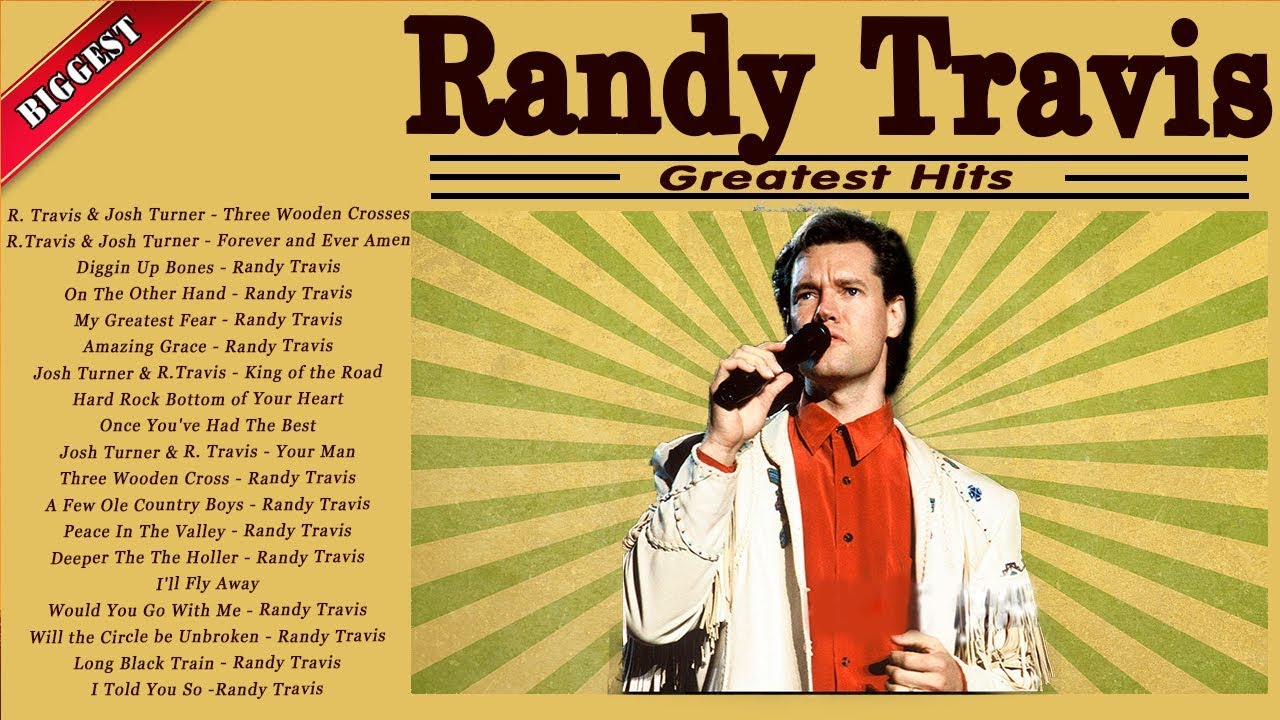 BIGGEST
Randy Travis
Greatest Hits
R. Travis & Josh Turner - Three Wooden Crosses
R.Travis & Josh Turner - Forever and Ever Amen
Diggin Up Bones - Randy Travis
On The Other Hand - Randy Travis
My Greatest Fear - Randy Travis
Amazing Grace - Randy Travis
Josh Turner & R.Travis - King of the Road
Hard Rock Bottom of Your Heart
Once You've Had The Best
Josh Turner & R. Travis - Your Man
Three Wooden Cross - Randy Travis
A Few Ole Country Boys - Randy Travis
Peace In The Valley - Randy Travis
Deeper The The Holler - Randy Travis
I'll Fly Away
Would You Go With Me - Randy Travis
Will the Circle be Unbroken - Randy Travis
Long Black Train - Randy Travis
I Told You So -Randy Travis